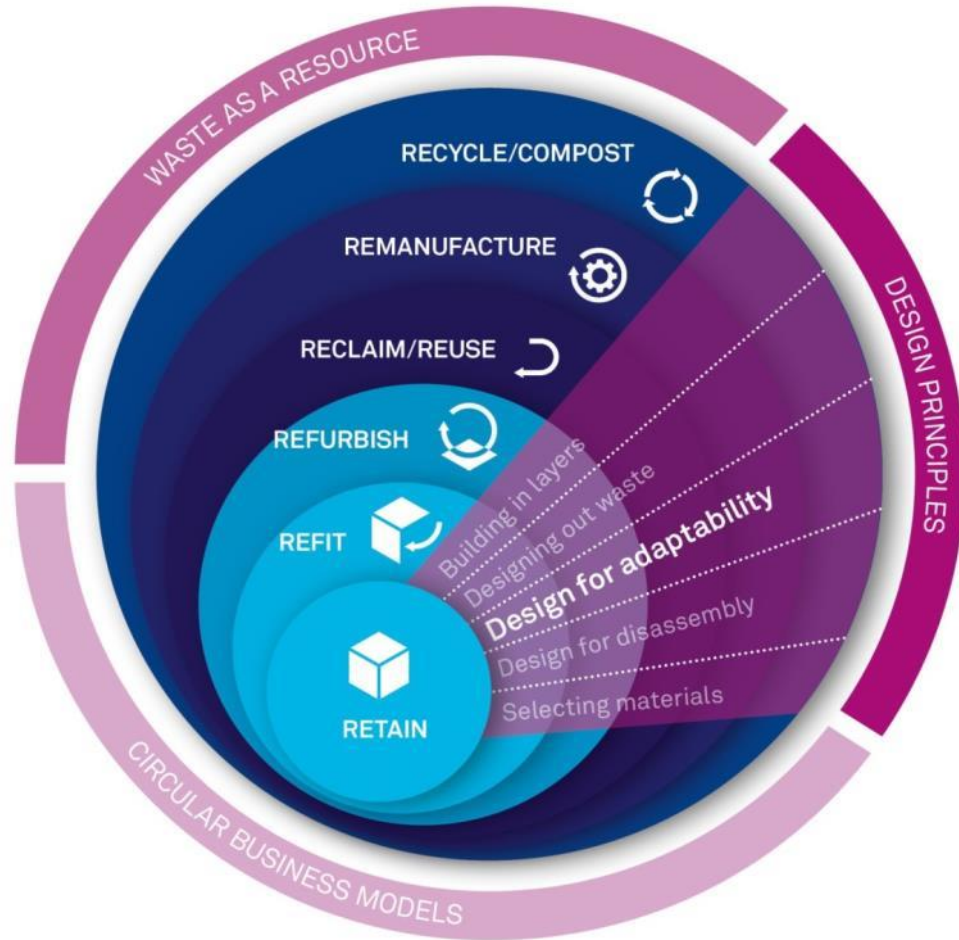 WASTE AS A RESOURCE
DESIGN PRINCIPLES
CIRCULAR BUSINESS MODELS
RECYCLE/COMPOST
REMANUFACTURE
RECLAIM/REUSE
REFURBISH
REFIT
RETAIN
Building in layers
Designing out waste
Design for adaptability
Design for disassembly
Selecting materials